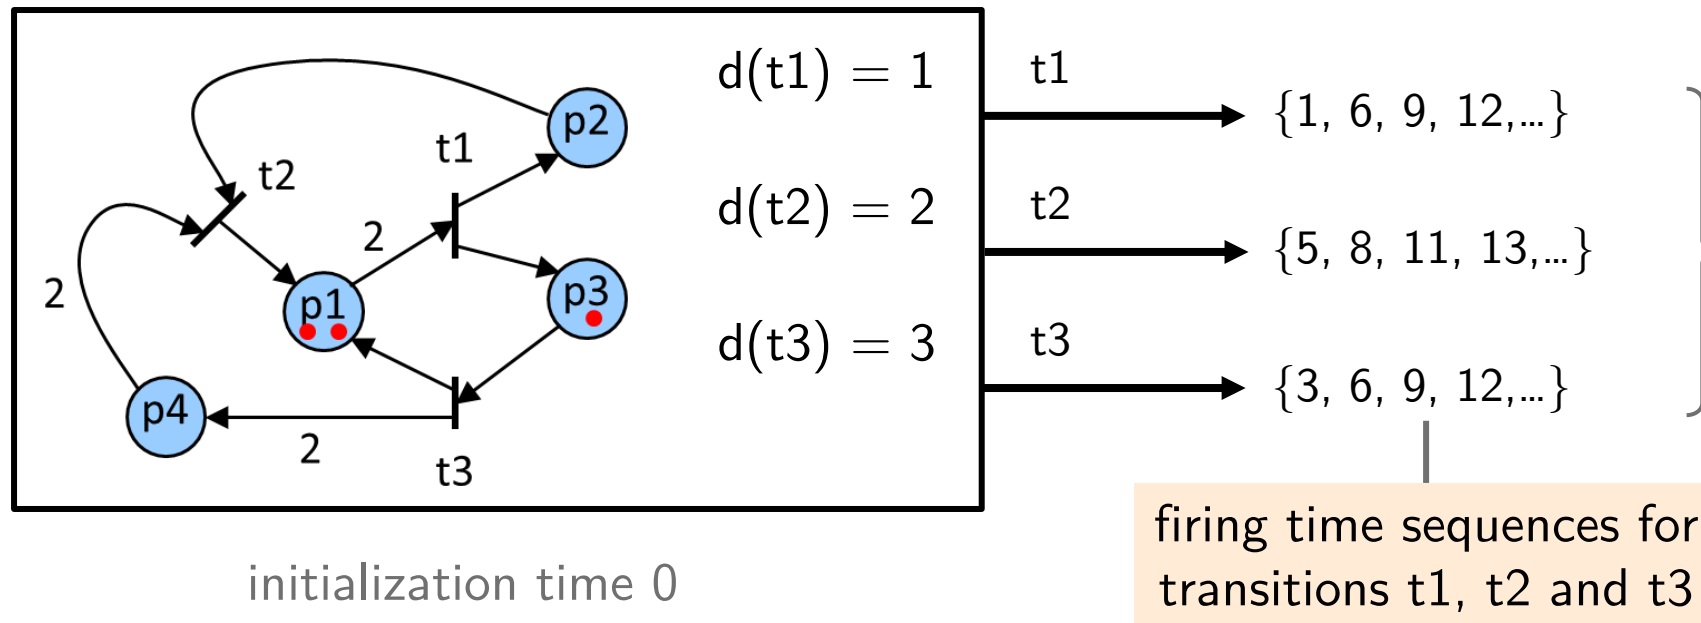 d(t1) = 1
d(t2) = 2
d(t3) = 3
p2
t1
t2
2
p1
p3
2
p4
2
t3
t1
{1, 6, 9, 12,...}
t2
{5, 8, 11, 13,...}
t3
{3, 6, 9, 12,...}
firing time sequences for
transitions t1, t2 and t3
initialization time 0